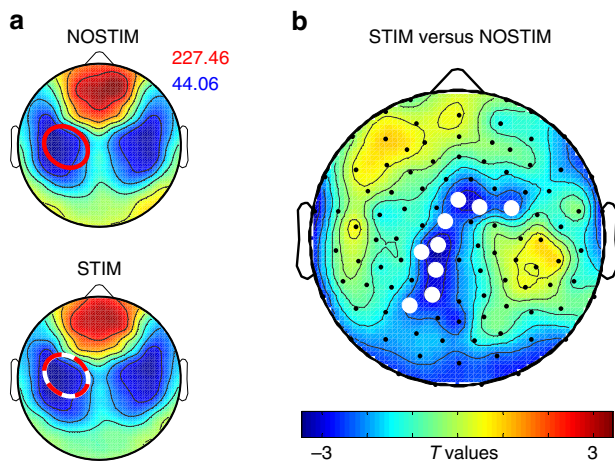 a
NOSTIM
227.46
44.06
STIM
b
STIM versus NOSTIM
−3
T values
3